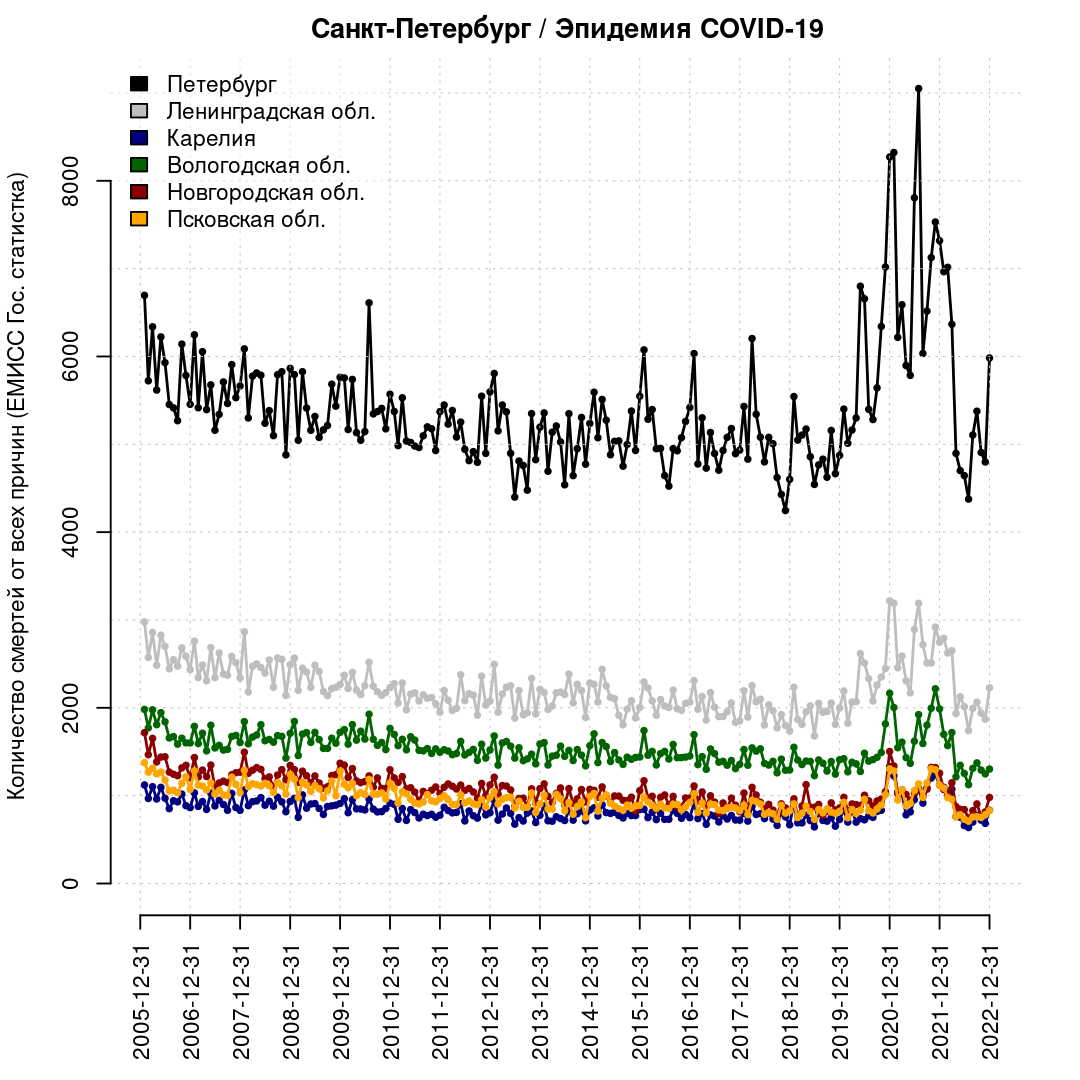 Санкт-Петербург / Эпидемия COVID-19
Количество смертей от всех причин (ЕМИСС Гос. статистка)
Петербург
Ленинградская обл.
Карелия
Вологодская обл.
Новгородская обл.
Псковская обл.
8000
6000
4000
2000
0
2005-12-31
2006-12-31
2007-12-31
2008-12-31
2009-12-31
2010-12-31
2011-12-31
2012-12-31
2013-12-31
2014-12-31
2015-12-31
2016-12-31
2017-12-31
2018-12-31
2019-12-31
2020-12-31
2021-12-31
2022-12-31